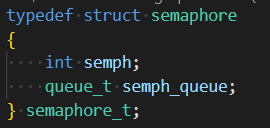 typedef struct semaphore
{
    int semph;
    queue_t semph_queue;
} semaphore_t;